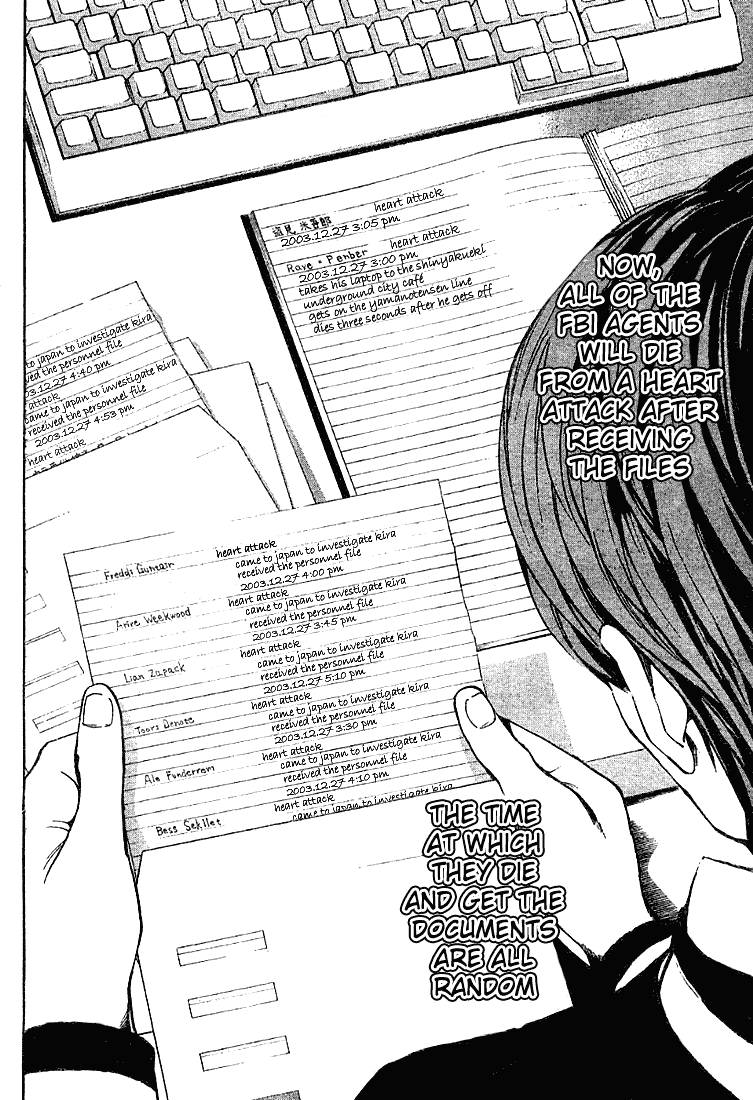 heart attack
2003.12.27 3:05 pm
Raye・Penber heart attack
2003.12.27 3:00 pm
takes his laptop to the shinyakueki
underground city café
gets on the yamanotensen line
dies three seconds after he gets off
NOW,
ALL OF THE
FBI AGENTS
WILL DIE
FROM A HEART
ATTACK AFTER
RECEIVING
THE FILES
to japan to investigate kira
the personnel file
12.27 4:40 pm
attack
came to japan to investigate kira
received the personnel file
2003.12.27 4:53 pm
heart attack
Freddi Guntair heart attack
came to japan to investigate kira
received the personnel file
2003.12.27 4:00 pm
Arire Weekwood heart attack
came to japan to investigate kira
received the personnel file
2003.12.27 3:45 pm
Lian Zapack heart attack
came to japan to investigate kira
received the personnel file
2003.12.27 5:10 pm
Toors Denote heart attack
came to japan to investigate kira
received the personnel file
2003.12.27 3:30 pm
Ale Funderrem heart attack
came to japan to investigate kira
received the personnel file
2003.12.27 4:10 pm
Bess Sekllet heart attack
came to japan to investigate kira
THE TIME
AT WHICH
THEY DIE
AND GET THE
DOCUMENTS
ARE ALL
RANDOM